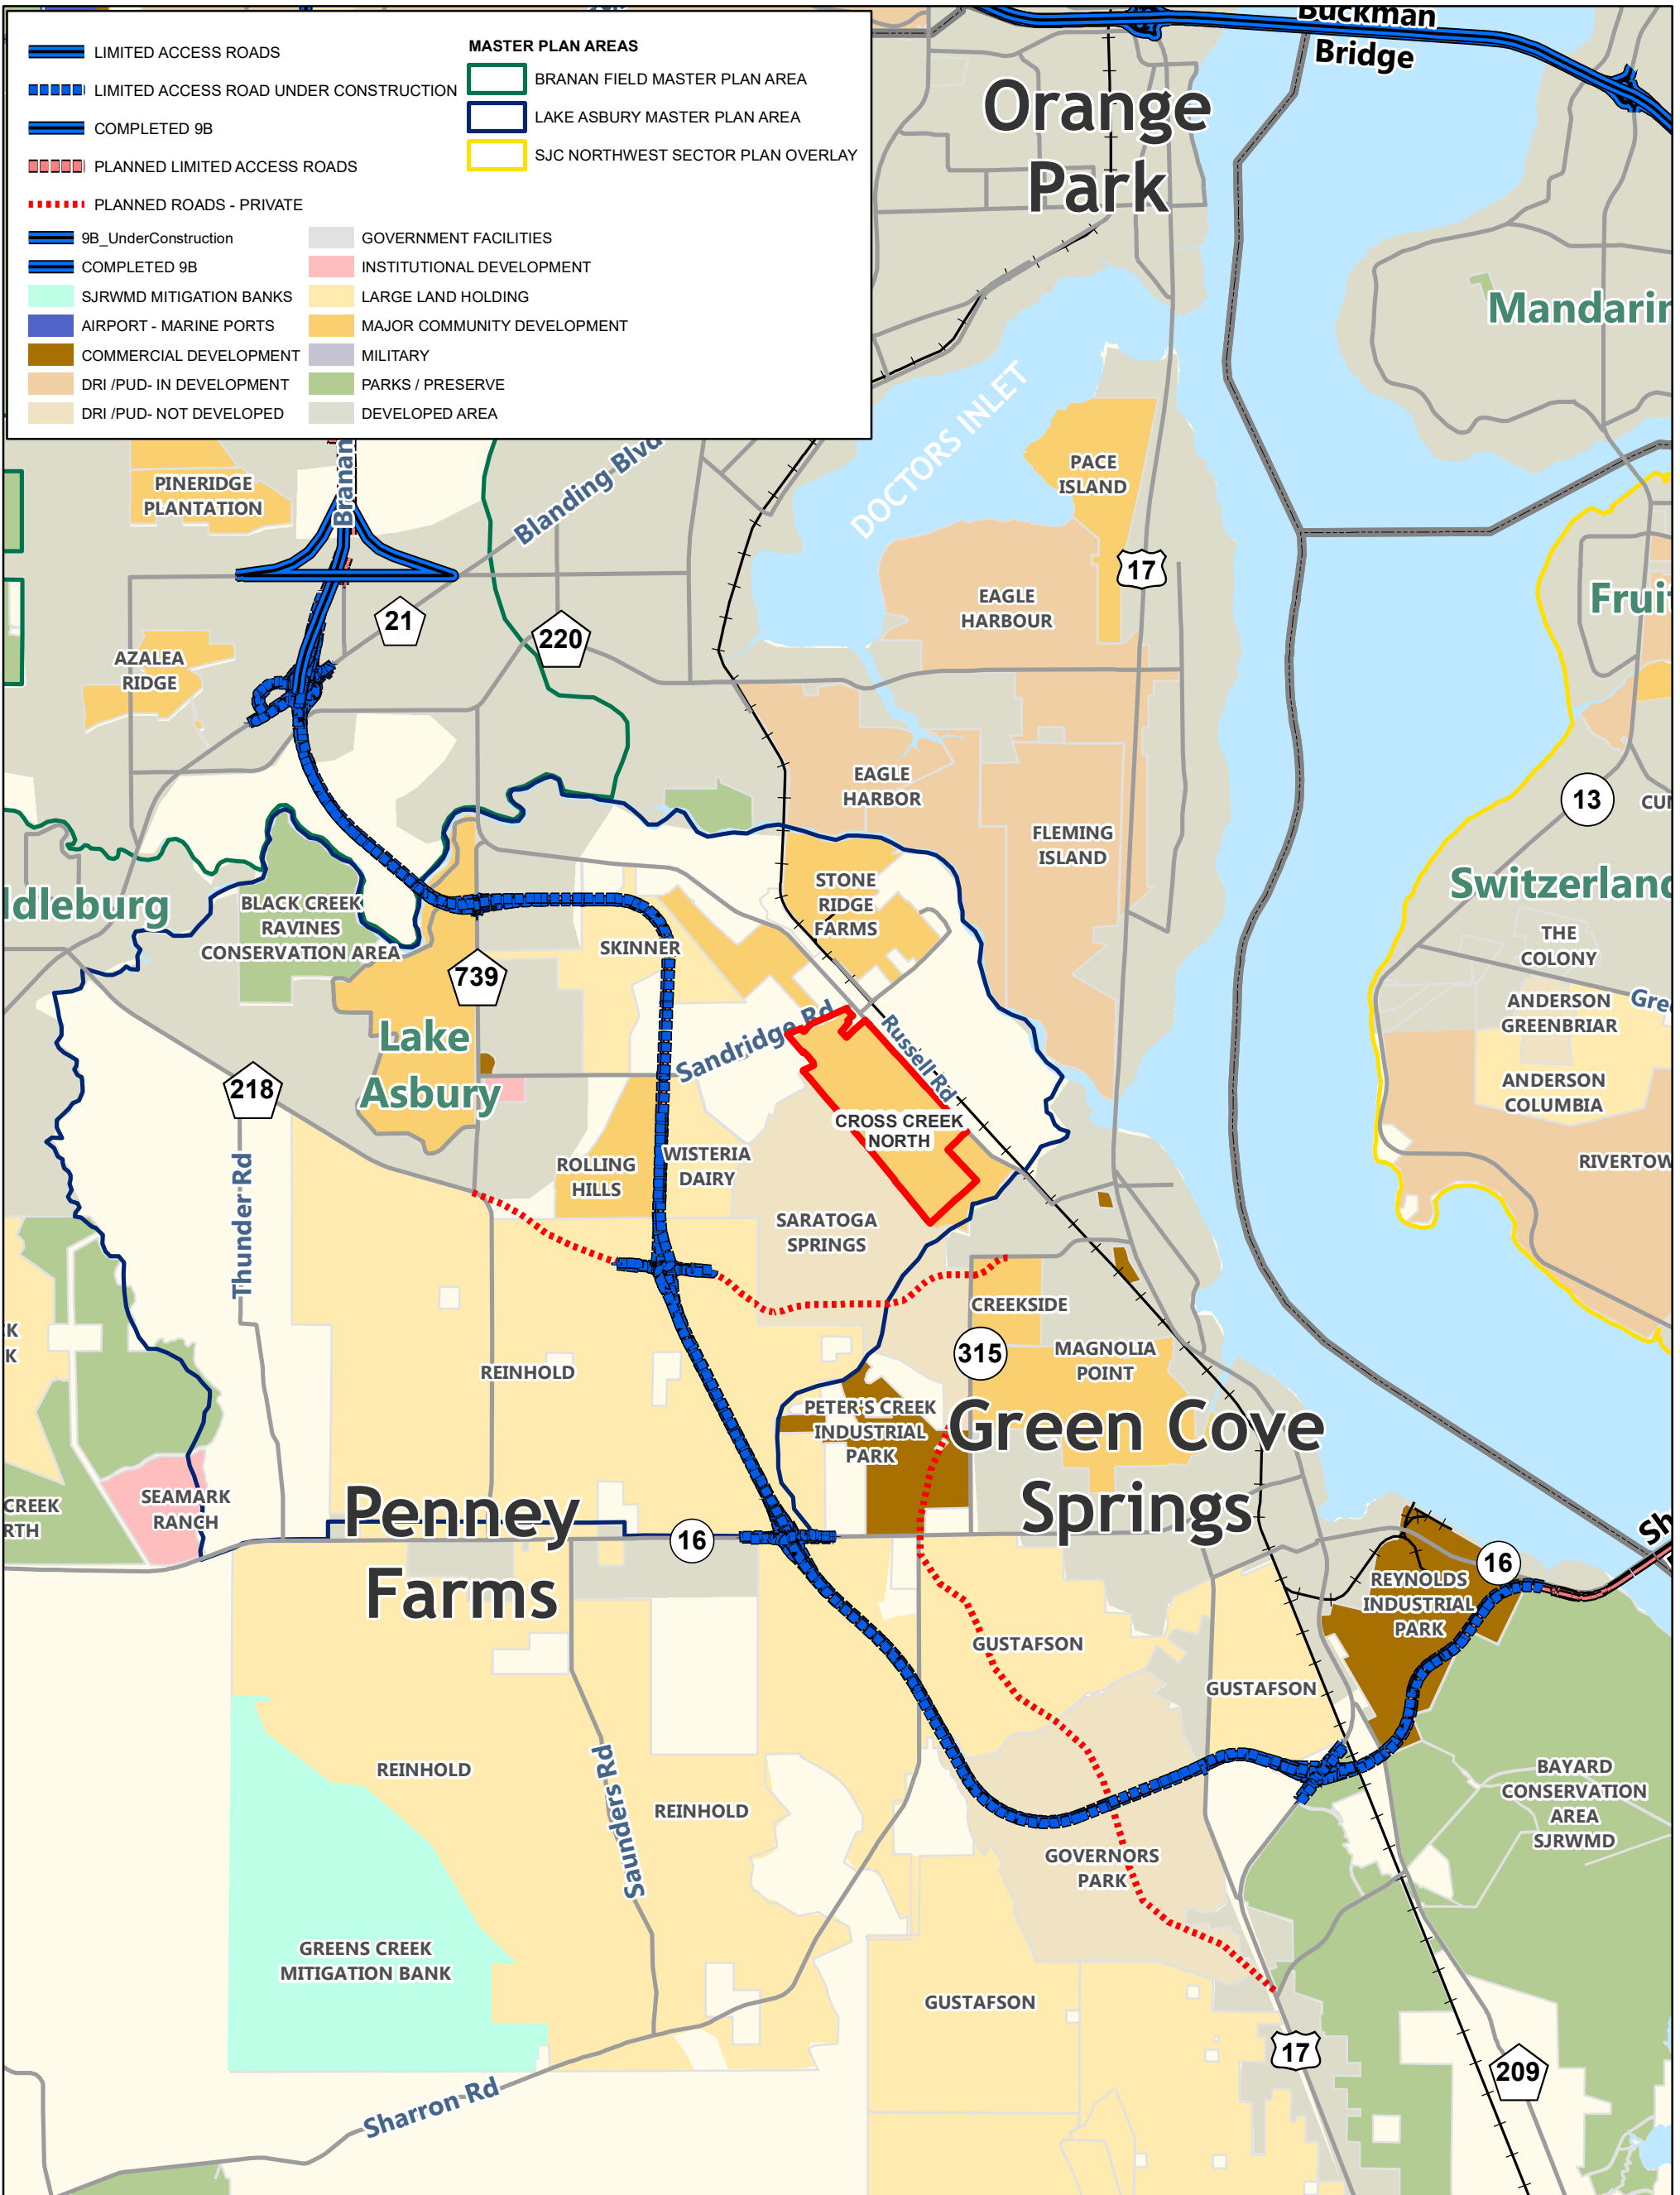 LIMITED ACCESS ROADS
LIMITED ACCESS ROAD UNDER CONSTRUCTION
COMPLETED 9B
PLANNED LIMITED ACCESS ROADS
PLANNED ROADS - PRIVATE
9B_UnderConstruction
COMPLETED 9B
SJRWMD MITIGATION BANKS
AIRPORT - MARINE PORTS
COMMERCIAL DEVELOPMENT
DRI /PUD- IN DEVELOPMENT
DRI /PUD- NOT DEVELOPED
MASTER PLAN AREAS
BRANAN FIELD MASTER PLAN AREA
LAKE ASBURY MASTER PLAN AREA
SJC NORTHWEST SECTOR PLAN OVERLAY
GOVERNMENT FACILITIES
INSTITUTIONAL DEVELOPMENT
LARGE LAND HOLDING
MAJOR COMMUNITY DEVELOPMENT
MILITARY
PARKS / PRESERVE
DEVELOPED AREA
Buckman
Bridge
Orange
Park
Mandarin
DOCTORS INLET
PACE
ISLAND
17
EAGLE
HARBOUR
Frui
PINERIDGE
PLANTATION
Branan
Blanding Blvd
21
220
AZALEA
RIDGE
EAGLE
HARBOR
FLEMING
ISLAND
13
CUN
Switzerland
ddleburg
BLACK CREEK
RAVINES
CONSERVATION AREA
STONE
RIDGE
FARMS
SKINNER
739
THE
COLONY
ANDERSON
GREENBRIAR
Gree
Lake
Asbury
Sandridge Rd
Russell Rd
218
CROSS CREEK
NORTH
ANDERSON
COLUMBIA
RIVERTOW
Thunder Rd
ROLLING
HILLS
WISTERIA
DAIRY
SARATOGA
SPRINGS
CREEKSIDE
315
MAGNOLIA
POINT
K
K
REINHOLD
PETER'S CREEK
INDUSTRIAL
PARK
Green Cove
Springs
CREEK
RTH
SEAMARK
RANCH
Penney
Farms
16
16
Sh
REYNOLDS
INDUSTRIAL
PARK
GUSTAFSON
GUSTAFSON
REINHOLD
Saunders Rd
REINHOLD
BAYARD
CONSERVATION
AREA
SJRWMD
GOVERNORS
PARK
GREENS CREEK
MITIGATION BANK
GUSTAFSON
17
209
Sharron Rd